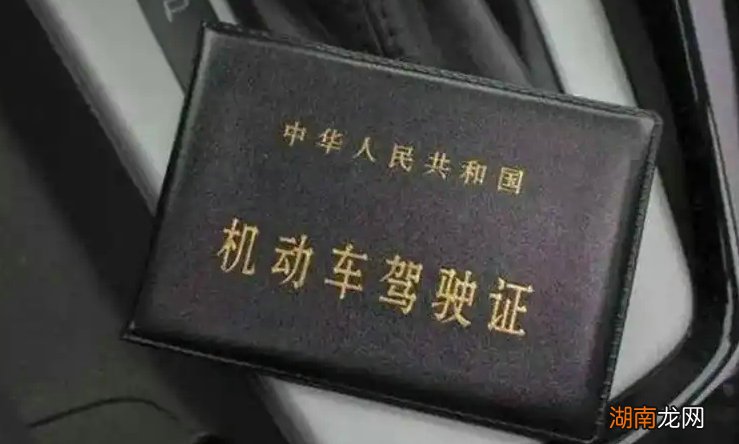 中华人民共和国
机动车驾驶证
湖南龙网